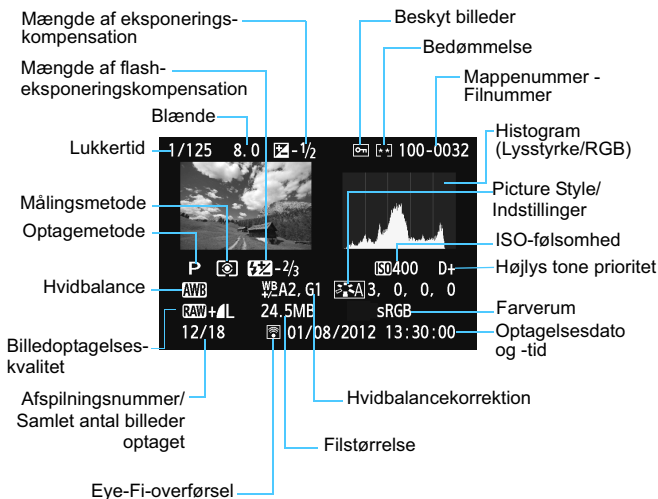 Mængde af eksponerings-
kompensation
Mængde af flash-
eksponeringskompensation
Blænde
Lukkertid
Beskyt billeder
Bedømmelse
Mappenummer -
Filnummer
Histogram
(Lysstyrke/RGB)
1/125 8.0 -1/2 100-0032
Målingsmetode
Optagemetode
Picture Style/
Indstillinger
ISO-følsomhed
P -2/3 ISO400 D+
Højlys tone prioritet
Hvidbalance
AWB WB+/-A2, G1 A3, 0, 0, 0
RAW+L 24.5MB sRGB
Farverum
12/18 01/08/2012 13:30:00
Optagelsesdato
og -tid
Billedoptagelses-
kvalitet
Afspilningsnummer/
Samlet antal billeder
optaget
Hvidbalancekorrektion
Filstørrelse
Eye-Fi-overførsel